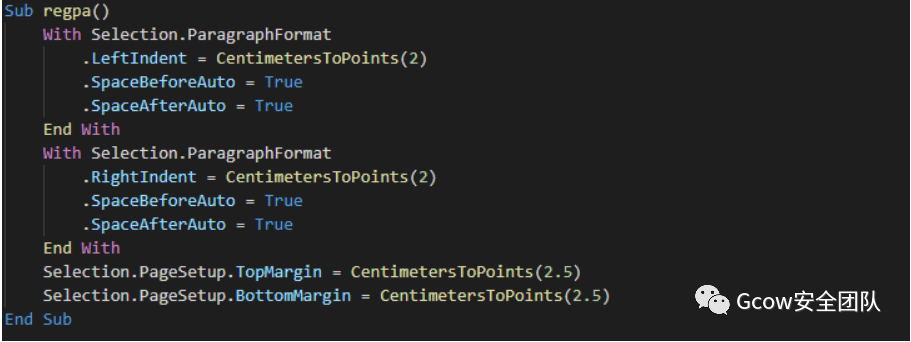 Sub regpa()
    With Selection.ParagraphFormat
        .LeftIndent = CentimetersToPoints(2)
        .SpaceBeforeAuto = True
        .SpaceAfterAuto = True
    End With
    With Selection.ParagraphFormat
        .RightIndent = CentimetersToPoints(2)
        .SpaceBeforeAuto = True
        .SpaceAfterAuto = True
    End With
    Selection.PageSetup.TopMargin = CentimetersToPoints(2.5)
    Selection.PageSetup.BottomMargin = CentimetersToPoints(2.5)
End Sub
Gcow安全团队